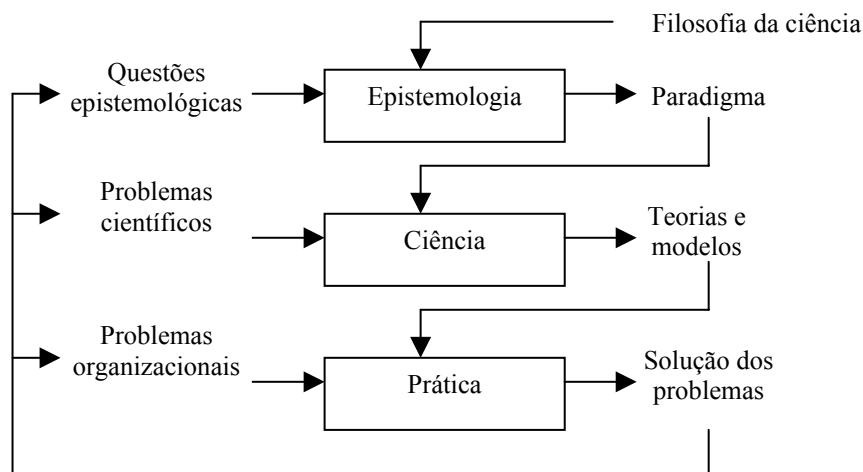 Filosofia da ciência
Questões
epistemológicas
Epistemologia
Paradigma
Problemas
científicos
Ciência
Teorias e
modelos
Problemas
organizacionais
Prática
Solução dos
problemas